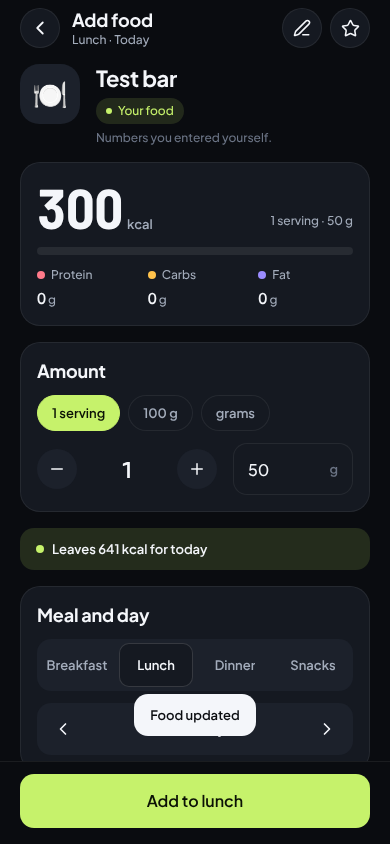 Add food
Lunch · Today
Test bar
Your food
Numbers you entered yourself.
300 kcal
1 serving · 50 g
Protein Carbs Fat
0 g 0 g 0 g
Amount
1 serving 100 g grams
1 50 g
Leaves 641 kcal for today
Meal and day
Breakfast Lunch Dinner Snacks
Food updated
Add to lunch